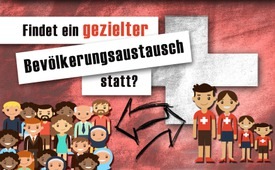 Findet ein gezielter
Bevölkerungsaustausch
statt?